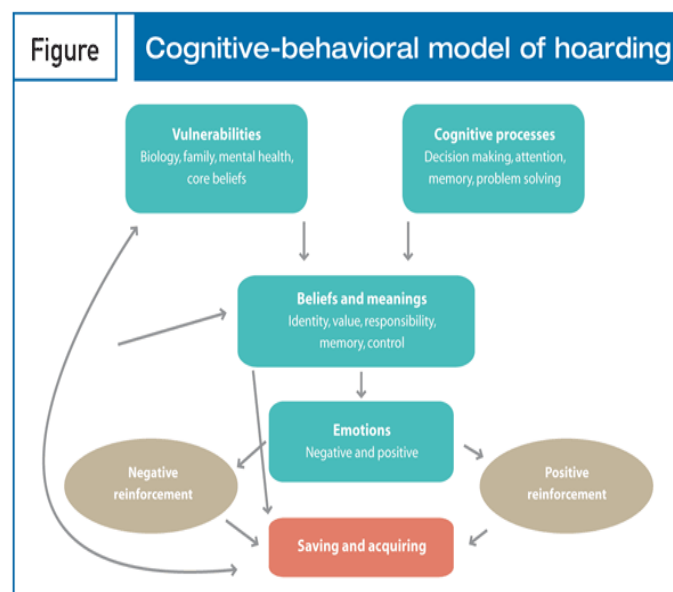 Figure
Cognitive-behavioral model of hoarding
Vulnerabilities
Biology, family, mental health,
core beliefs
Cognitive processes
Decision making, attention,
memory, problem solving
Beliefs and meanings
Identity, value, responsibility,
memory, control
Emotions
Negative and positive
Negative
reinforcement
Positive
reinforcement
Saving and acquiring